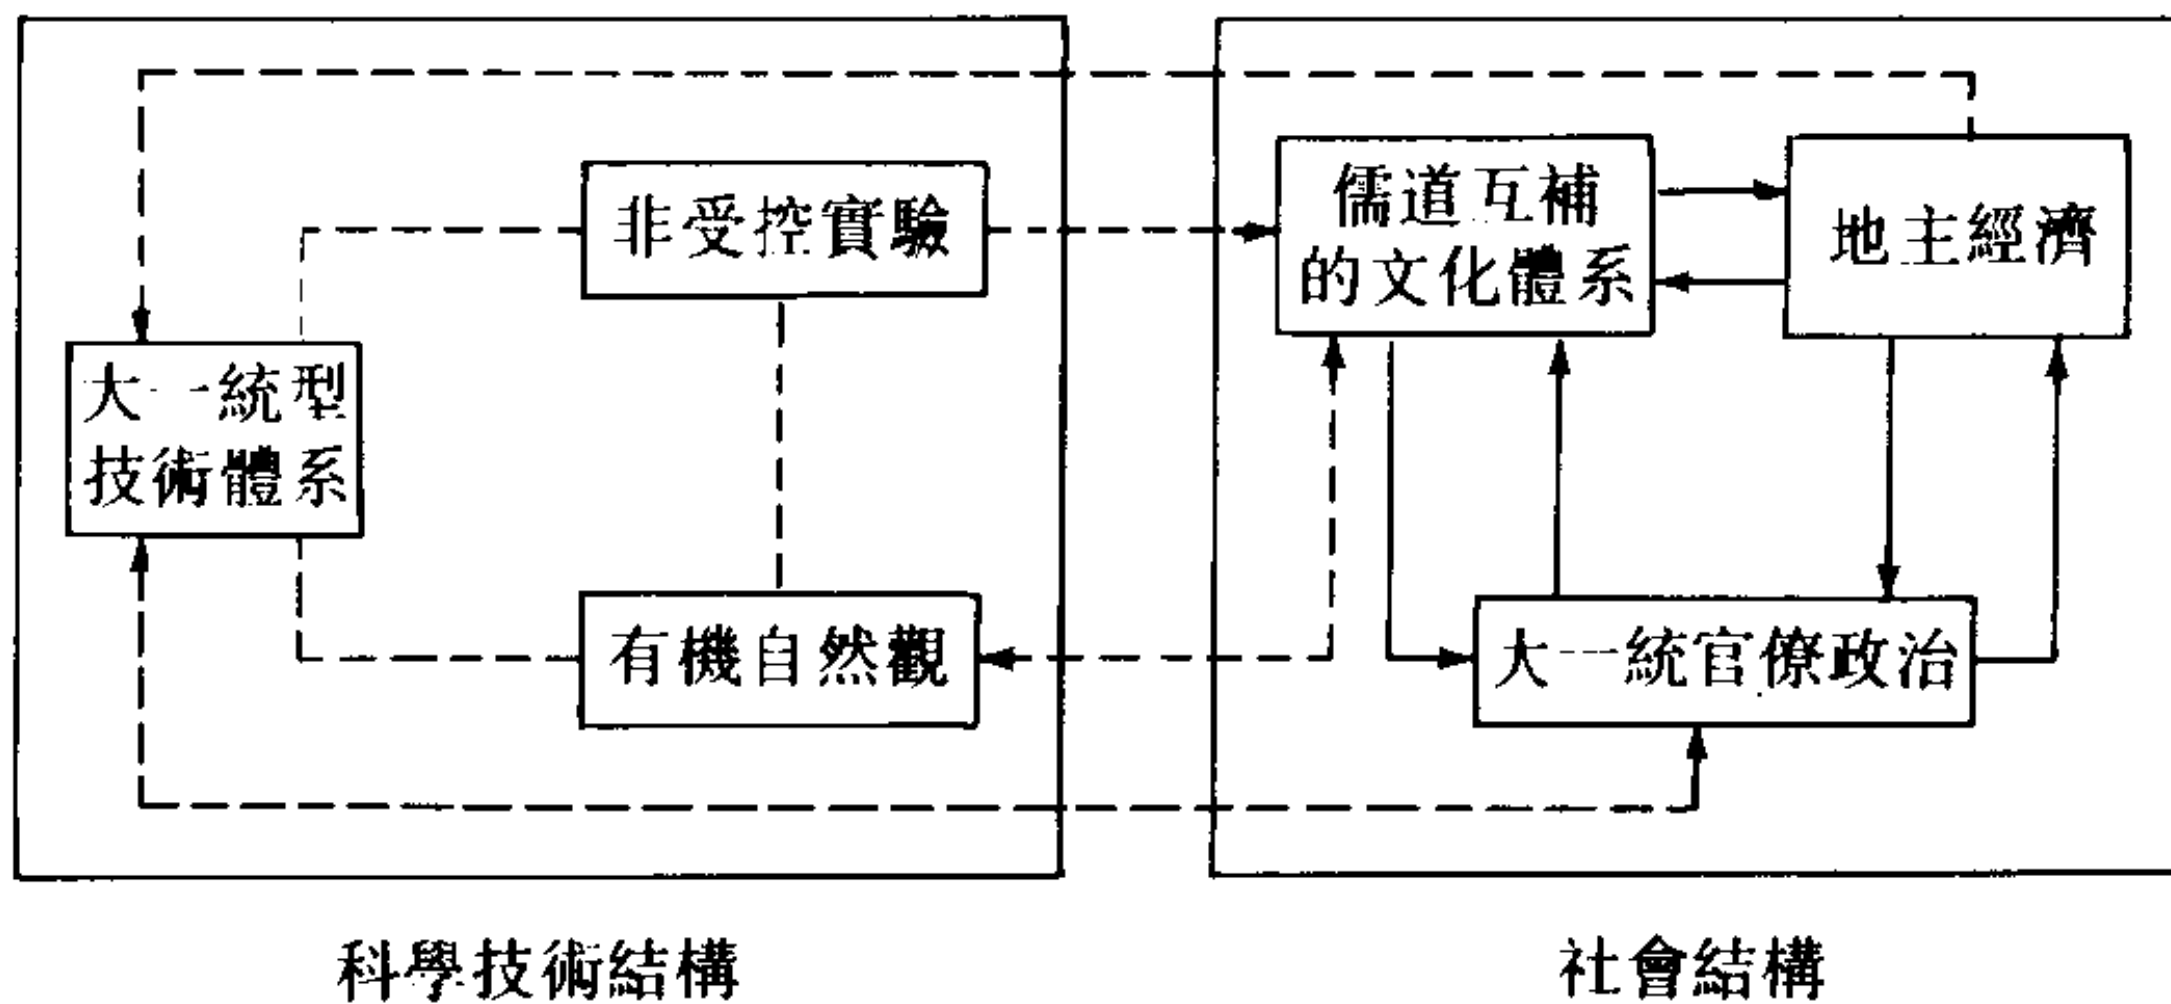 非受控實驗
大一統型
技術體系
有機自然觀
儒道互補
的文化體系
地主經濟
大一統官僚政治
科學技術結構
社會結構